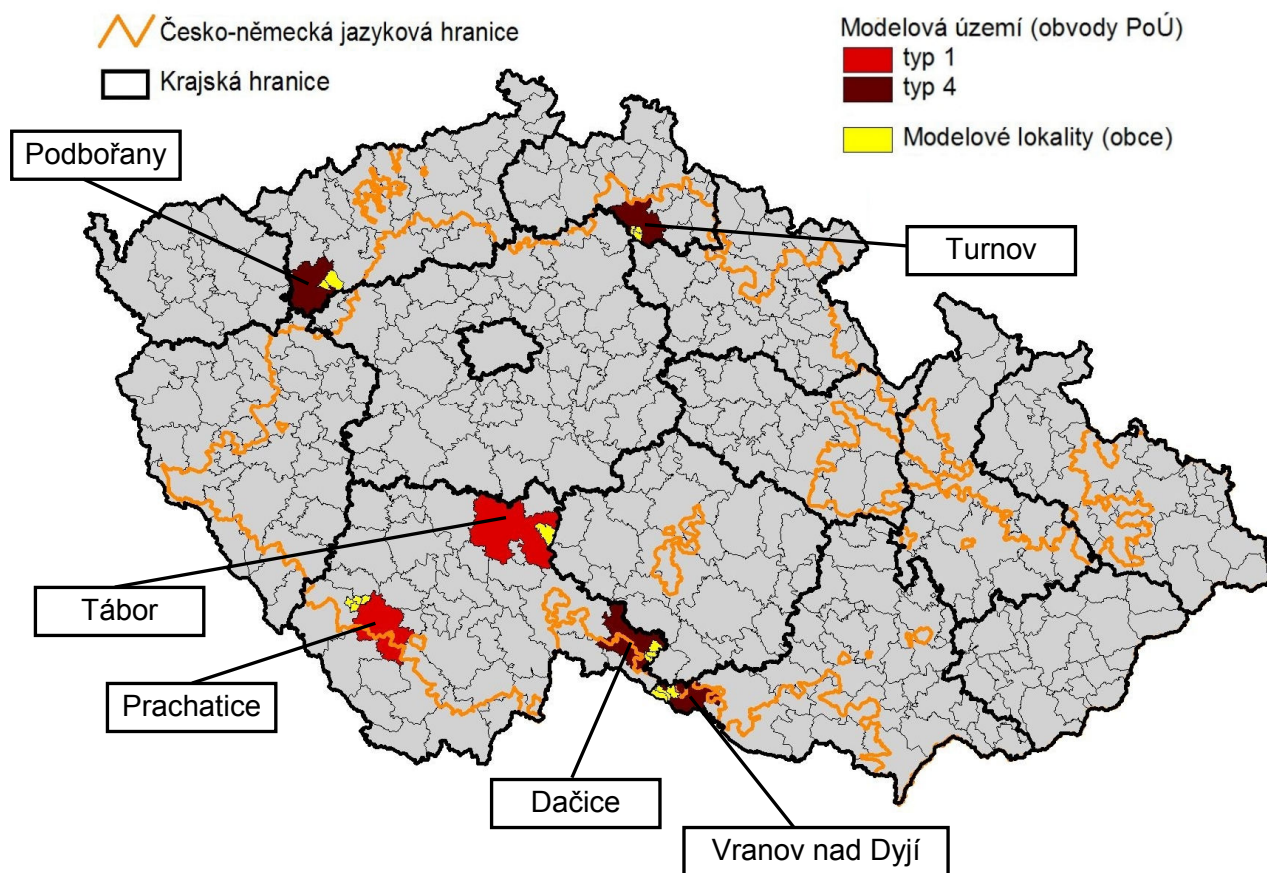 Česko-německá jazyková hranice
Krajská hranice
Modelová území (obvody PoÚ)
typ 1
typ 4
Modelové lokality (obce)
Podbořany
Turnov
Tábor
Prachatice
Dačice
Vranov nad Dyjí